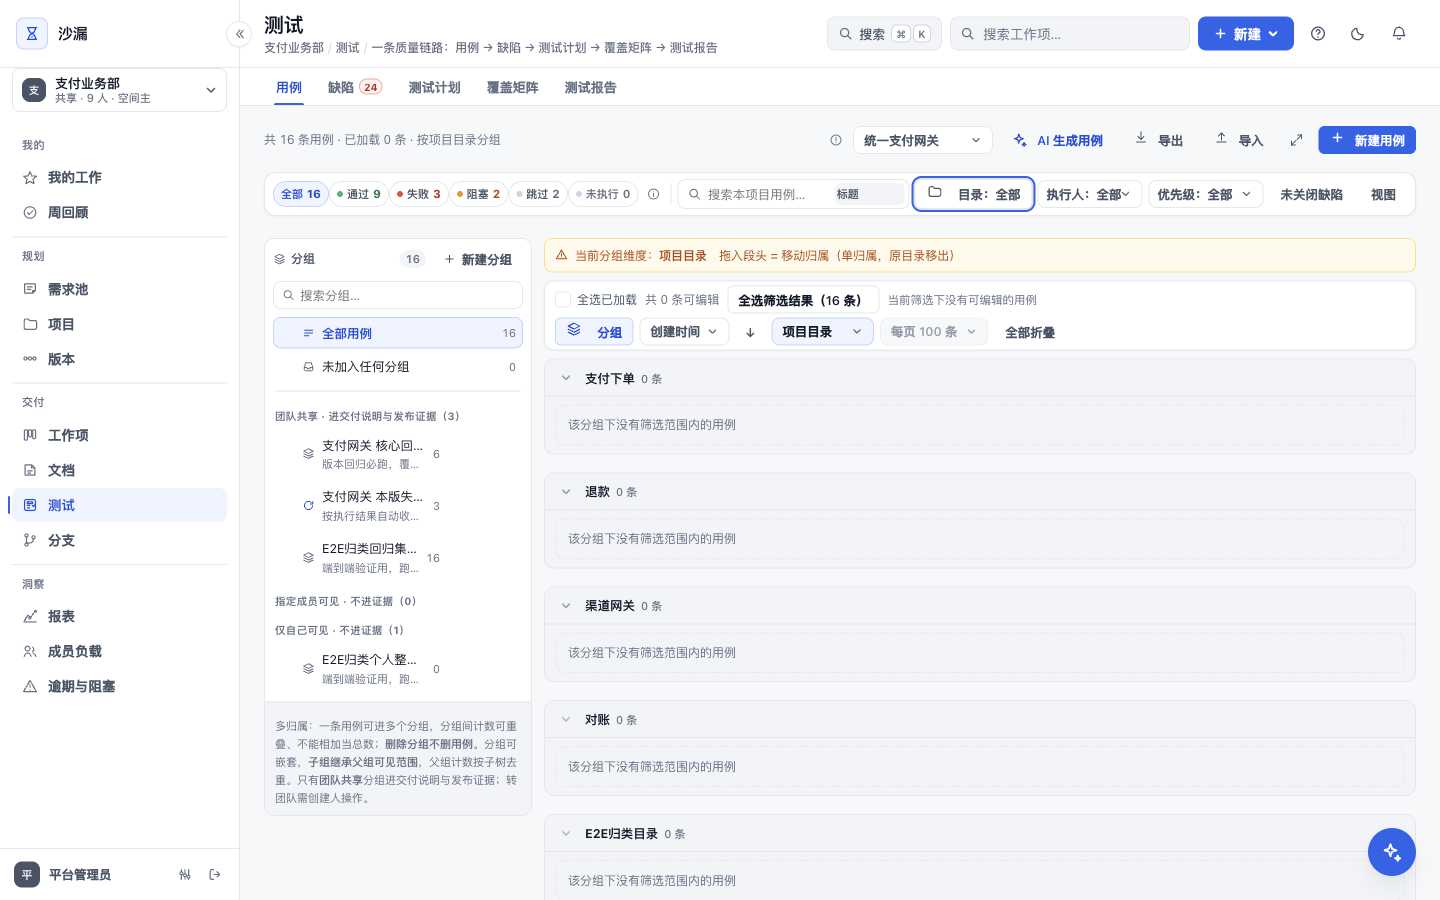 沙漏
测试
支付业务部 / 测试 / 一条质量链路：用例 → 缺陷 → 测试计划 → 覆盖矩阵 → 测试报告
搜索 ⌘ K
搜索工作项...
新建
支
支付业务部
共享 · 9 人 · 空间主
用例
缺陷 24
测试计划
覆盖矩阵
测试报告
我的
我的工作
周回顾
规划
需求池
项目
版本
交付
工作项
文档
测试
分支
洞察
报表
成员负载
逾期与阻塞
平
平台管理员
共 16 条用例 · 已加载 0 条 · 按项目目录分组
统一支付网关
AI 生成用例
导出
导入
新建用例
全部 16
通过 9
失败 3
阻塞 2
跳过 2
未执行 0
搜索本项目用例...
标题
目录：全部
执行人：全部
优先级：全部
未关闭缺陷
视图
分组
16
新建分组
搜索分组...
全部用例 16
未加入任何分组 0
团队共享 · 进交付说明与发布证据（3）
支付网关 核心回... 6
版本回归必跑，覆...
支付网关 本版失... 3
按执行结果自动收...
E2E归类回归集... 16
端到端验证用，跑...
指定成员可见 · 不进证据（0）
仅自己可见 · 不进证据（1）
E2E归类个人整... 0
端到端验证用，跑...
多归属：一条用例可进多个分组，分组间计数可重
叠、不能相加当总数；删除分组不删用例。分组可
嵌套，子组继承父组可见范围，父组计数按子树去
重。只有团队共享分组进交付说明与发布证据；转
团队需创建人操作。
当前分组维度：项目目录 拖入段头 = 移动归属（单归属，原目录移出）
全选已加载 共 0 条可编辑 全选筛选结果（16 条） 当前筛选下没有可编辑的用例
分组 创建时间 ↓ 项目目录 每页 100 条 全部折叠
支付下单 0 条
该分组下没有筛选范围内的用例
退款 0 条
该分组下没有筛选范围内的用例
渠道网关 0 条
该分组下没有筛选范围内的用例
对账 0 条
该分组下没有筛选范围内的用例
E2E归类目录 0 条
该分组下没有筛选范围内的用例